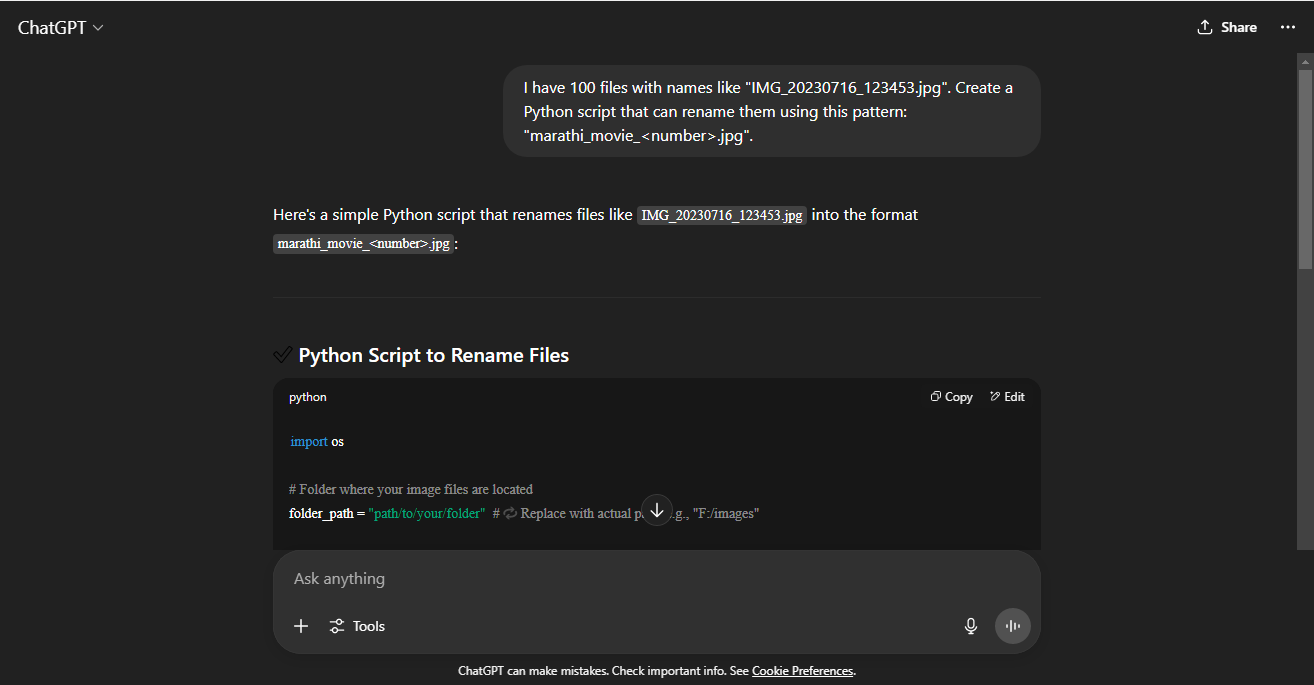 ChatGPT
Share
I have 100 files with names like "IMG_20230716_123453.jpg". Create a
Python script that can rename them using this pattern:
"marathi_movie_<number>.jpg".
Here's a simple Python script that renames files like IMG_20230716_123453.jpg into the format
marathi_movie_<number>.jpg :
Python Script to Rename Files
python
Copy Edit
import os
# Folder where your image files are located
folder_path = "path/to/your/folder" # Replace with actual .g., "F:/images"
Ask anything
Tools
ChatGPT can make mistakes. Check important info. See Cookie Preferences.